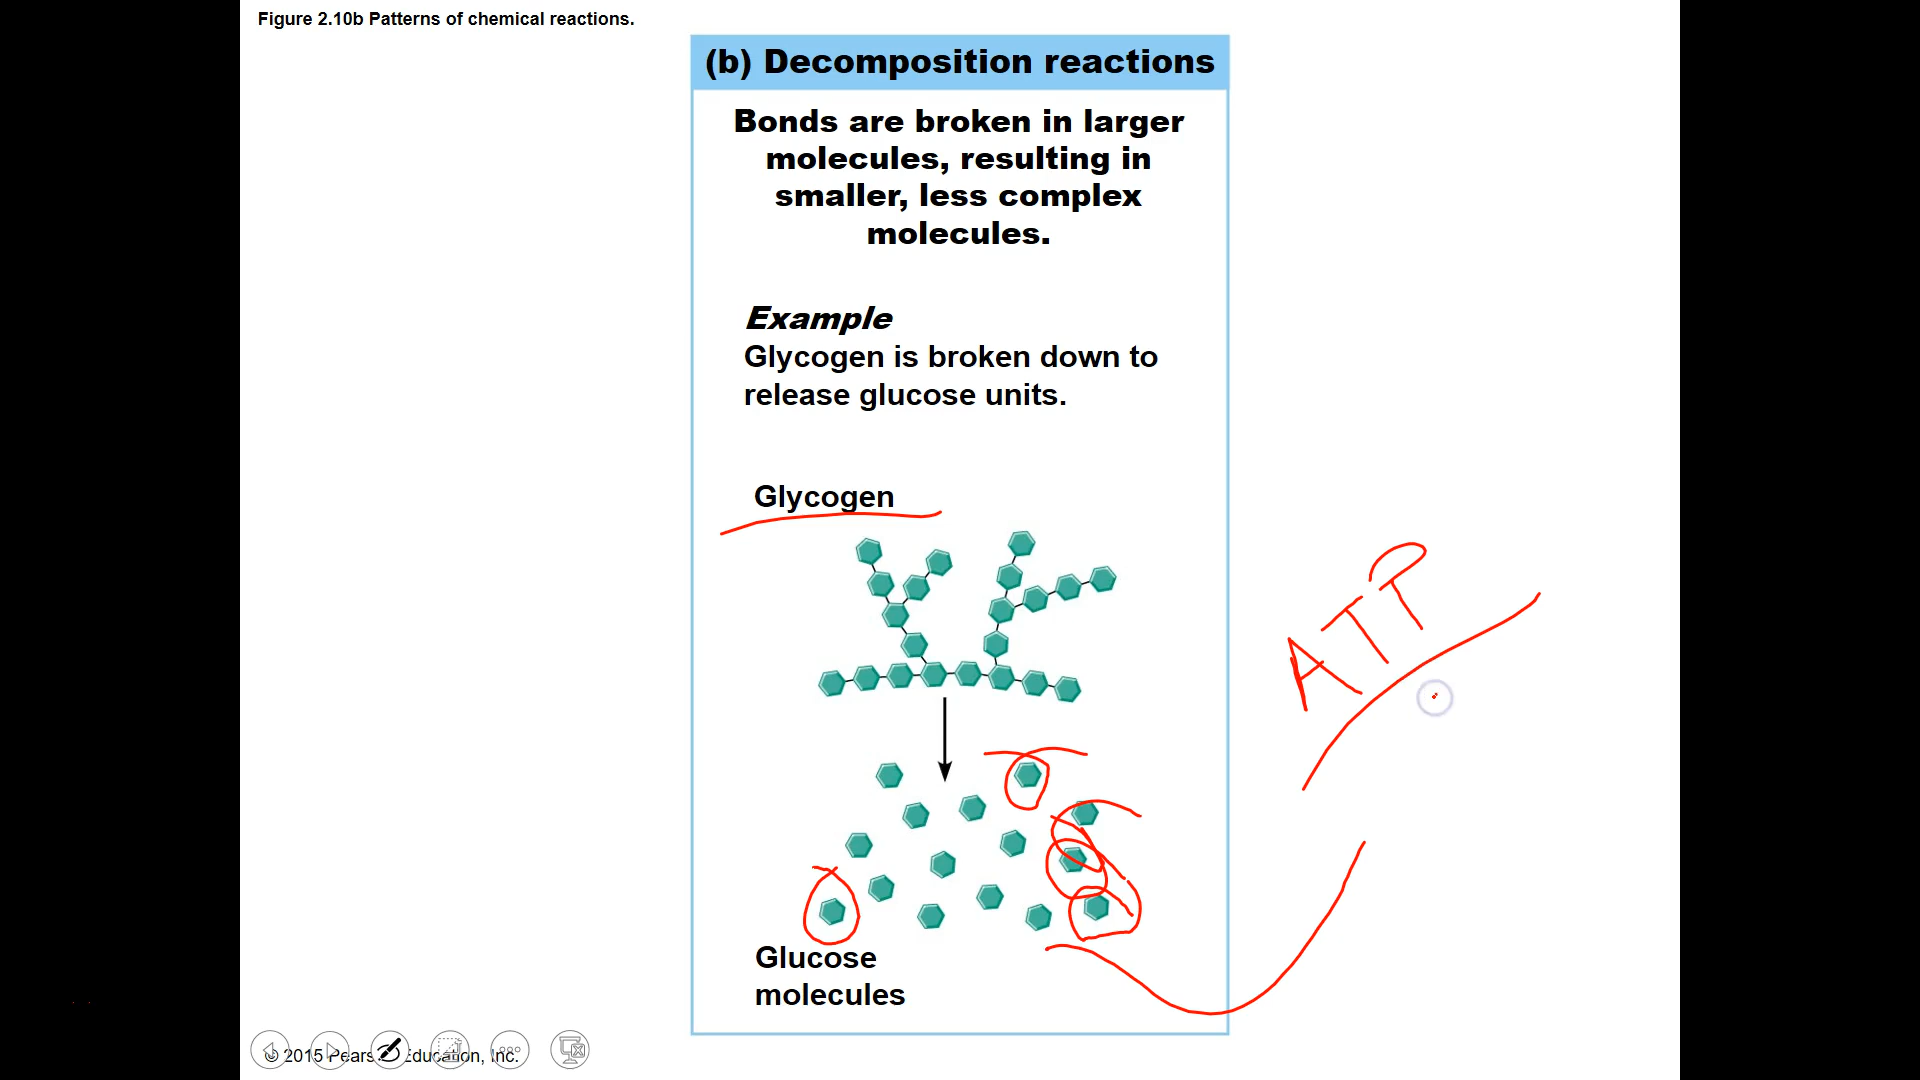 Figure 2.10b Patterns of chemical reactions.
(b) Decomposition reactions
Bonds are broken in larger
molecules, resulting in
smaller, less complex
molecules.
Example
Glycogen is broken down to
release glucose units.
Glycogen
ATP
Glucose
molecules
© 2015 Pearson Education, Inc.